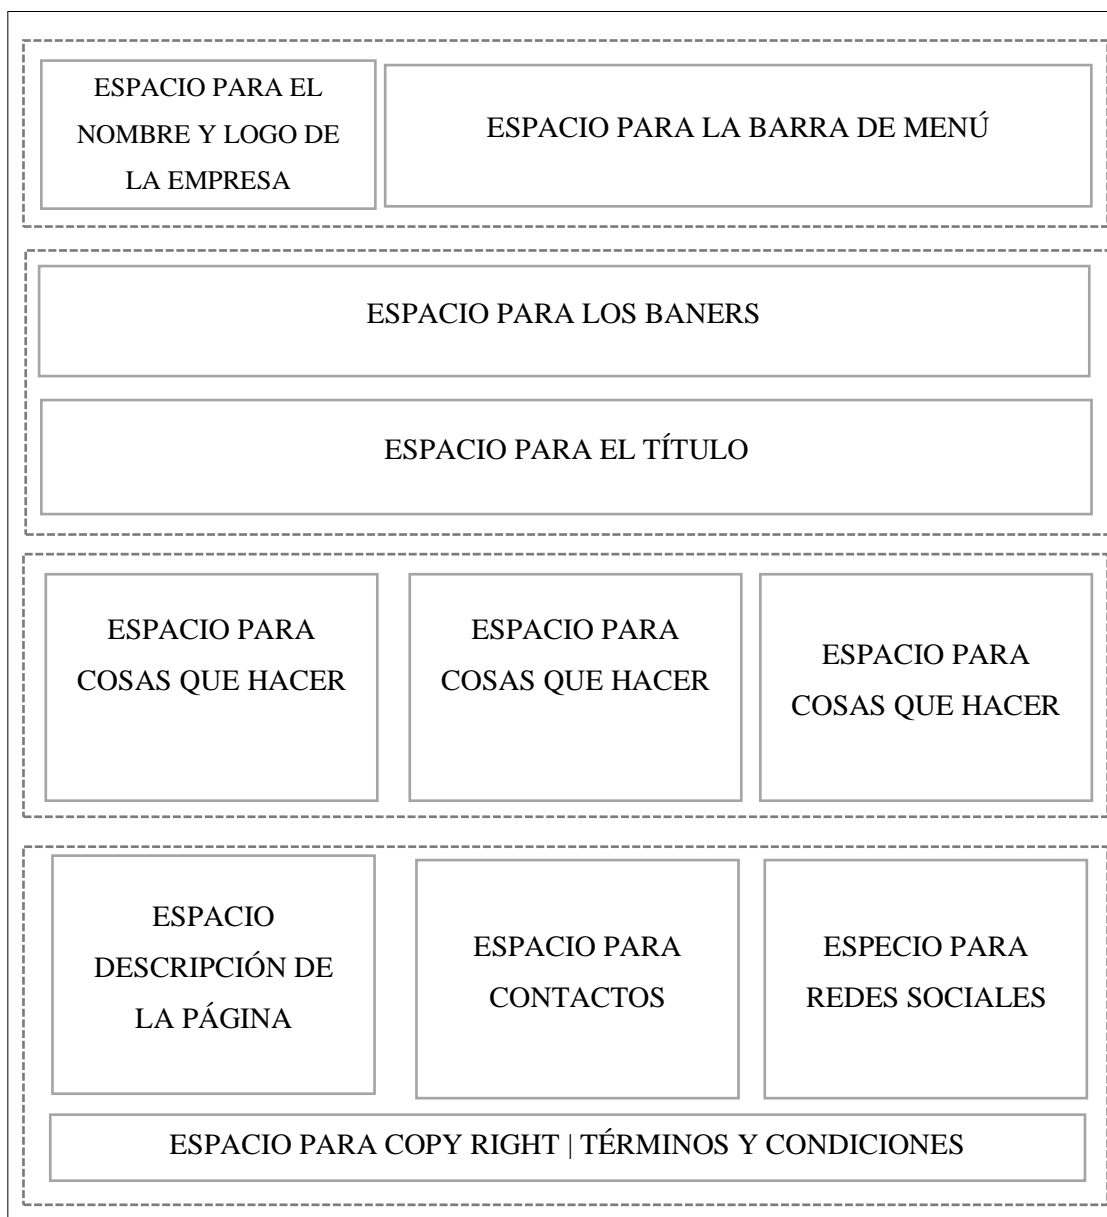 ESPACIO PARA EL
NOMBRE Y LOGO DE
LA EMPRESA
ESPACIO PARA LA BARRA DE MENÚ
ESPACIO PARA LOS BANERS
ESPACIO PARA EL TÍTULO
ESPACIO PARA
COSAS QUE HACER
ESPACIO PARA
COSAS QUE HACER
ESPACIO PARA
COSAS QUE HACER
ESPACIO
DESCRIPCIÓN DE
LA PÁGINA
ESPACIO PARA
CONTACTOS
ESPECIO PARA
REDES SOCIALES
ESPACIO PARA COPY RIGHT | TÉRMINOS Y CONDICIONES